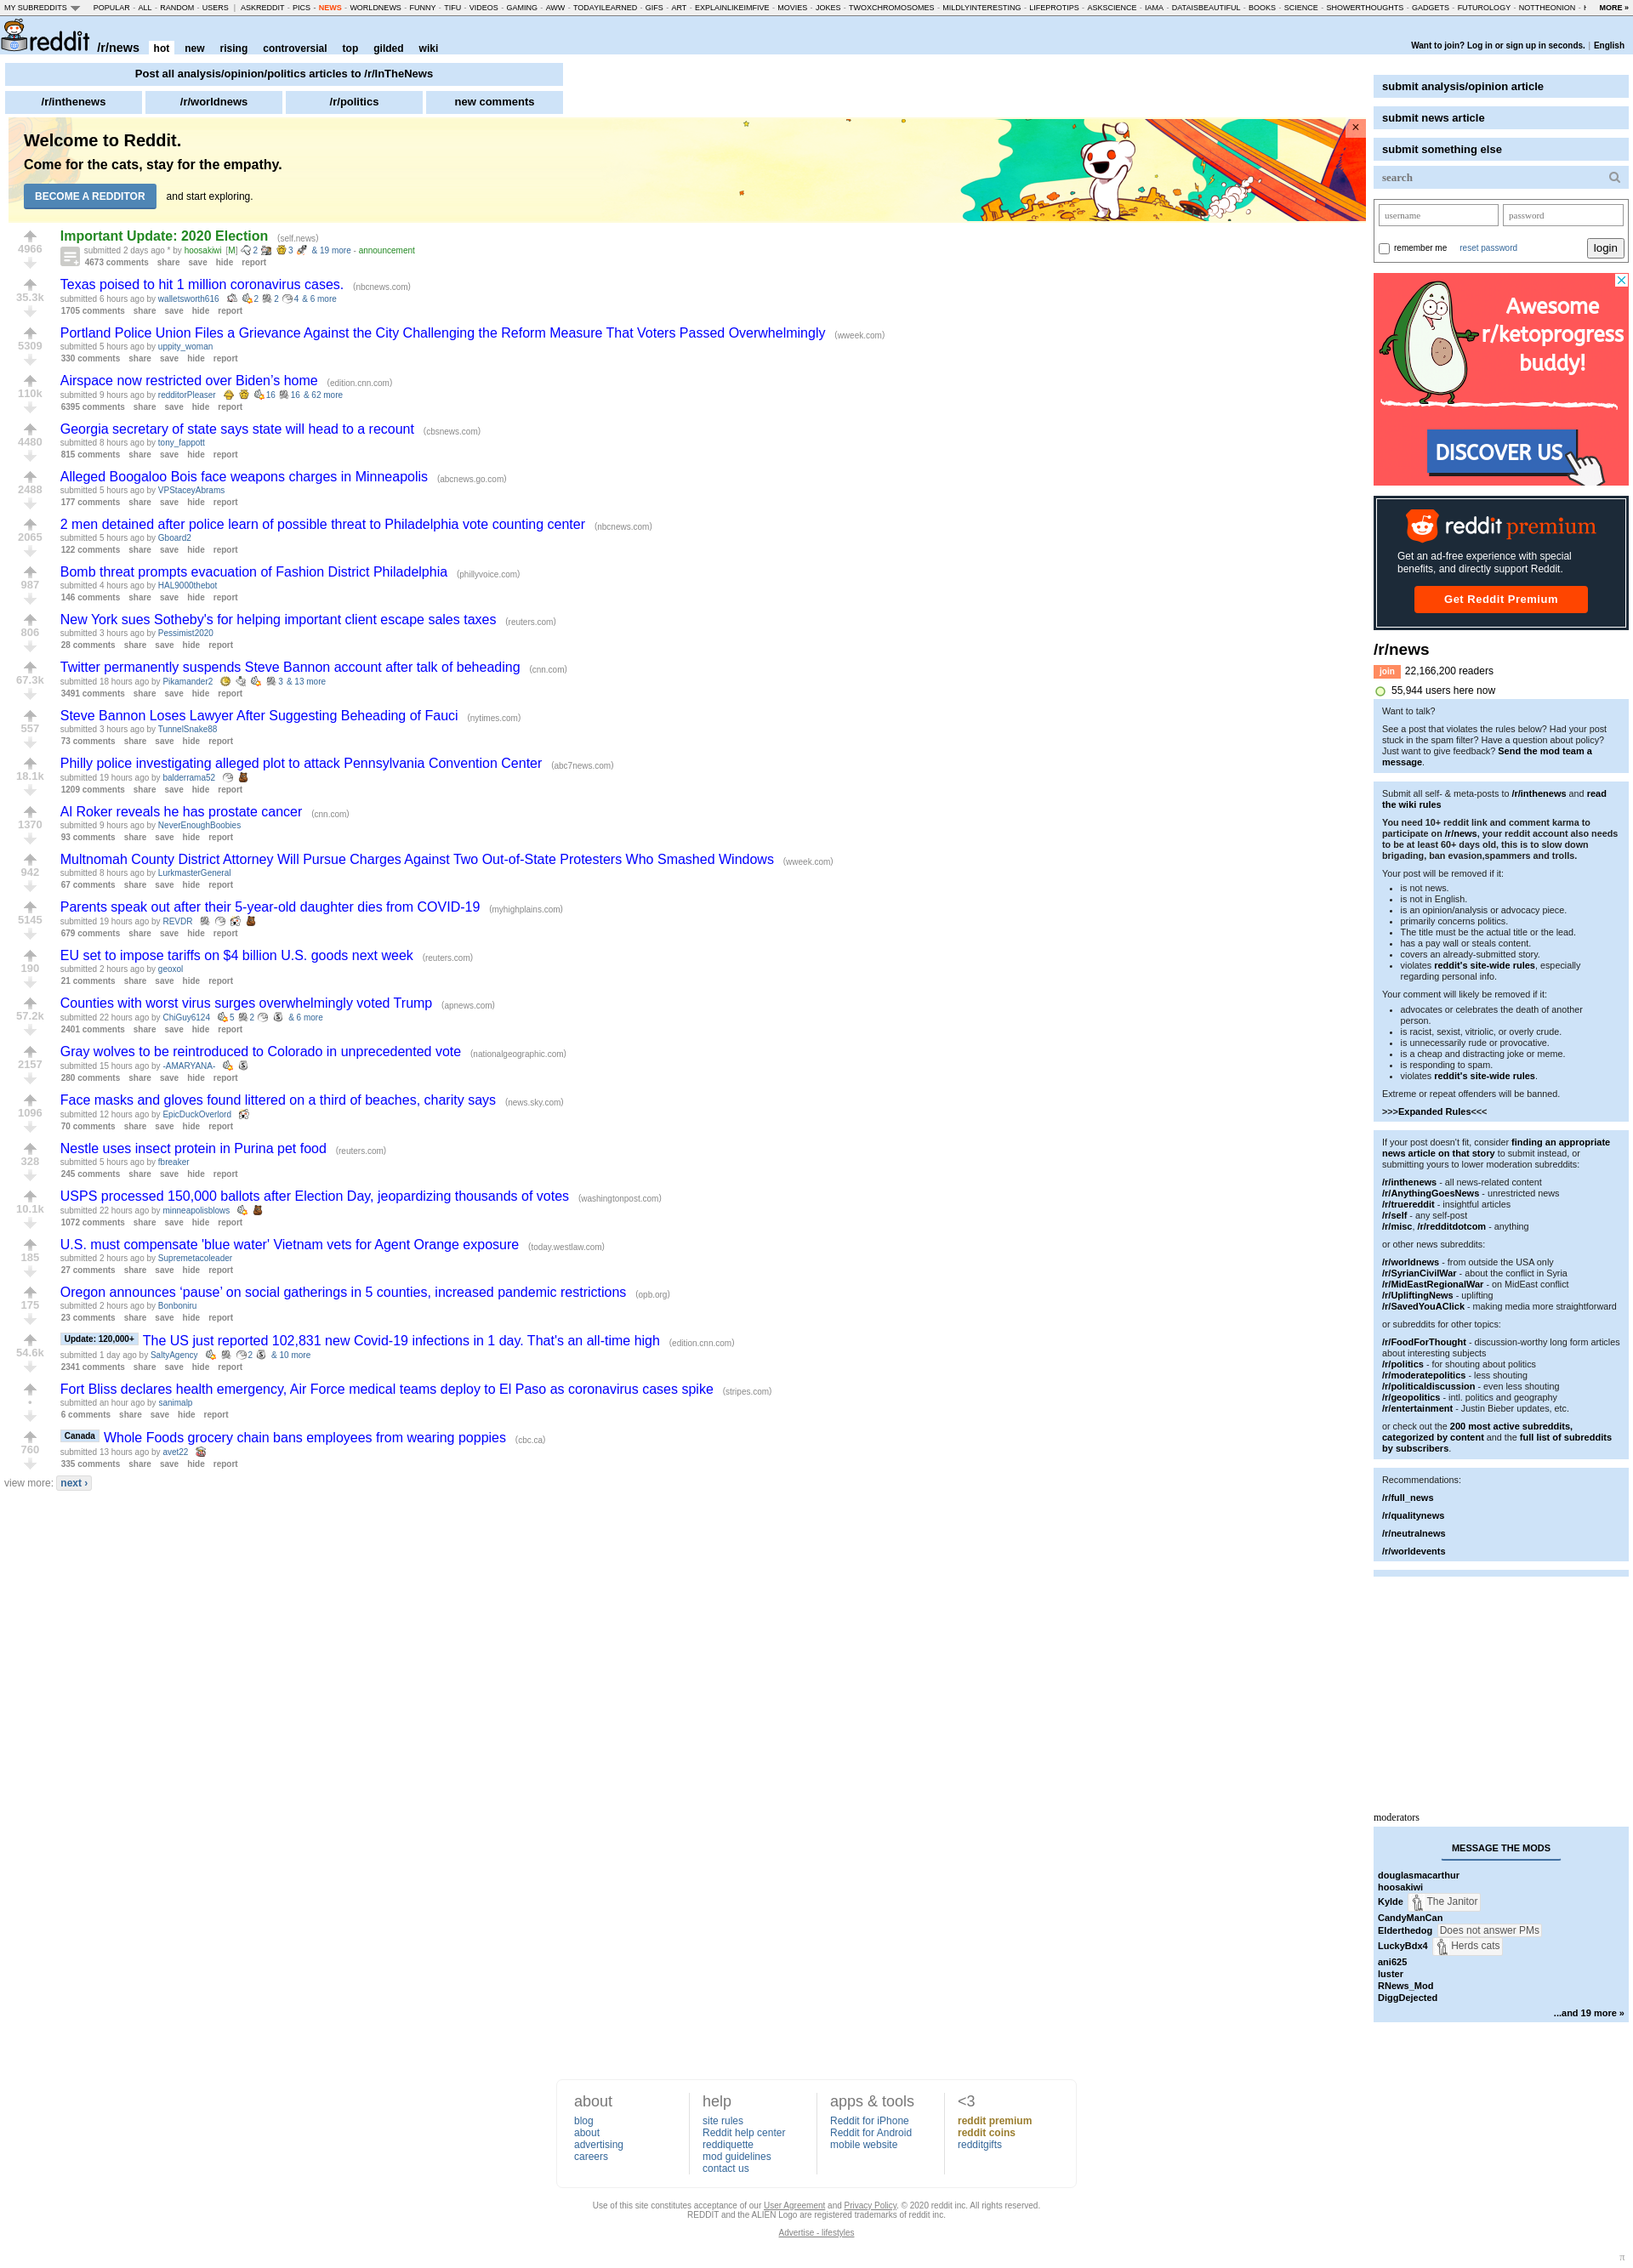 MY SUBREDDITS POPULAR - ALL - RANDOM - USERS | ASKREDDIT - PICS - NEWS - WORLDNEWS - FUNNY - TIFU - VIDEOS - GAMING - AWW - TODAYILEARNED - GIFS - ART - EXPLAINLIKEIMFIVE - MOVIES - JOKES - TWOXCHROMOSOMES - MILDLYINTERESTING - LIFEPROTIPS - ASKSCIENCE - IAMA - DATAISBEAUTIFUL - BOOKS - SCIENCE - SHOWERTHOUGHTS - GADGETS - FUTUROLOGY - NOTTHEONION - MORE »
reddit /r/news hot new rising controversial top gilded wiki
Want to join? Log in or sign up in seconds. | English
Post all analysis/opinion/politics articles to /r/InTheNews
/r/inthenews /r/worldnews /r/politics new comments
Welcome to Reddit.
Come for the cats, stay for the empathy.
BECOME A REDDITOR and start exploring.
×
4966
Important Update: 2020 Election (self.news)
submitted 2 days ago * by hoosakiwi [M] 2 3 & 19 more - announcement
4673 comments share save hide report
35.3k
Texas poised to hit 1 million coronavirus cases. (nbcnews.com)
submitted 6 hours ago by walletsworth616 2 2 4 & 6 more
1705 comments share save hide report
5309
Portland Police Union Files a Grievance Against the City Challenging the Reform Measure That Voters Passed Overwhelmingly (wweek.com)
submitted 5 hours ago by uppity_woman
330 comments share save hide report
110k
Airspace now restricted over Biden's home (edition.cnn.com)
submitted 9 hours ago by redditorPleaser 16 16 & 62 more
6395 comments share save hide report
4480
Georgia secretary of state says state will head to a recount (cbsnews.com)
submitted 8 hours ago by tony_fappott
815 comments share save hide report
2488
Alleged Boogaloo Bois face weapons charges in Minneapolis (abcnews.go.com)
submitted 5 hours ago by VPStaceyAbrams
177 comments share save hide report
2065
2 men detained after police learn of possible threat to Philadelphia vote counting center (nbcnews.com)
submitted 5 hours ago by Gboard2
122 comments share save hide report
987
Bomb threat prompts evacuation of Fashion District Philadelphia (phillyvoice.com)
submitted 4 hours ago by HAL9000thebot
146 comments share save hide report
806
New York sues Sotheby's for helping important client escape sales taxes (reuters.com)
submitted 3 hours ago by Pessimist2020
28 comments share save hide report
67.3k
Twitter permanently suspends Steve Bannon account after talk of beheading (cnn.com)
submitted 18 hours ago by Pikamander2 3 & 13 more
3491 comments share save hide report
557
Steve Bannon Loses Lawyer After Suggesting Beheading of Fauci (nytimes.com)
submitted 3 hours ago by TunnelSnake88
73 comments share save hide report
18.1k
Philly police investigating alleged plot to attack Pennsylvania Convention Center (abc7news.com)
submitted 19 hours ago by balderrama52
1209 comments share save hide report
1370
Al Roker reveals he has prostate cancer (cnn.com)
submitted 9 hours ago by NeverEnoughBoobies
93 comments share save hide report
942
Multnomah County District Attorney Will Pursue Charges Against Two Out-of-State Protesters Who Smashed Windows (wweek.com)
submitted 8 hours ago by LurkmasterGeneral
67 comments share save hide report
5145
Parents speak out after their 5-year-old daughter dies from COVID-19 (myhighplains.com)
submitted 19 hours ago by REVDR
679 comments share save hide report
190
EU set to impose tariffs on $4 billion U.S. goods next week (reuters.com)
submitted 2 hours ago by geoxol
21 comments share save hide report
57.2k
Counties with worst virus surges overwhelmingly voted Trump (apnews.com)
submitted 22 hours ago by ChiGuy6124 5 2 & 6 more
2401 comments share save hide report
2157
Gray wolves to be reintroduced to Colorado in unprecedented vote (nationalgeographic.com)
submitted 15 hours ago by -AMARYANA-
280 comments share save hide report
1096
Face masks and gloves found littered on a third of beaches, charity says (news.sky.com)
submitted 12 hours ago by EpicDuckOverlord
70 comments share save hide report
328
Nestle uses insect protein in Purina pet food (reuters.com)
submitted 5 hours ago by fbreaker
245 comments share save hide report
10.1k
USPS processed 150,000 ballots after Election Day, jeopardizing thousands of votes (washingtonpost.com)
submitted 22 hours ago by minneapolisblows
1072 comments share save hide report
185
U.S. must compensate 'blue water' Vietnam vets for Agent Orange exposure (today.westlaw.com)
submitted 2 hours ago by Supremetacoleader
27 comments share save hide report
175
Oregon announces 'pause' on social gatherings in 5 counties, increased pandemic restrictions (opb.org)
submitted 2 hours ago by Bonboniru
23 comments share save hide report
54.6k
Update: 120,000+ The US just reported 102,831 new Covid-19 infections in 1 day. That's an all-time high (edition.cnn.com)
submitted 1 day ago by SaltyAgency 2 & 10 more
2341 comments share save hide report
•
Fort Bliss declares health emergency, Air Force medical teams deploy to El Paso as coronavirus cases spike (stripes.com)
submitted an hour ago by sanimalp
6 comments share save hide report
760
Canada Whole Foods grocery chain bans employees from wearing poppies (cbc.ca)
submitted 13 hours ago by avet22
335 comments share save hide report
view more: next ›
submit analysis/opinion article
submit news article
submit something else
search
username password
remember me reset password login
Awesome
r/ketoprogress
buddy!
DISCOVER US
reddit premium
Get an ad-free experience with special
benefits, and directly support Reddit.
Get Reddit Premium
/r/news
join 22,166,200 readers
55,944 users here now
Want to talk?
See a post that violates the rules below? Had your post
stuck in the spam filter? Have a question about policy?
Just want to give feedback? Send the mod team a
message.
Submit all self- & meta-posts to /r/inthenews and read
the wiki rules
You need 10+ reddit link and comment karma to
participate on /r/news, your reddit account also needs
to be at least 60+ days old, this is to slow down
brigading, ban evasion,spammers and trolls.
Your post will be removed if it:
• is not news.
• is not in English.
• is an opinion/analysis or advocacy piece.
• primarily concerns politics.
• The title must be the actual title or the lead.
• has a pay wall or steals content.
• covers an already-submitted story.
• violates reddit's site-wide rules, especially
regarding personal info.
Your comment will likely be removed if it:
• advocates or celebrates the death of another
person.
• is racist, sexist, vitriolic, or overly crude.
• is unnecessarily rude or provocative.
• is a cheap and distracting joke or meme.
• is responding to spam.
• violates reddit's site-wide rules.
Extreme or repeat offenders will be banned.
>>>Expanded Rules<<<
If your post doesn't fit, consider finding an appropriate
news article on that story to submit instead, or
submitting yours to lower moderation subreddits:
/r/inthenews - all news-related content
/r/AnythingGoesNews - unrestricted news
/r/truereddit - insightful articles
/r/self - any self-post
/r/misc, /r/redditdotcom - anything
or other news subreddits:
/r/worldnews - from outside the USA only
/r/SyrianCivilWar - about the conflict in Syria
/r/MidEastRegionalWar - on MidEast conflict
/r/UpliftingNews - uplifting
/r/SavedYouAClick - making media more straightforward
or subreddits for other topics:
/r/FoodForThought - discussion-worthy long form articles
about interesting subjects
/r/politics - for shouting about politics
/r/moderatepolitics - less shouting
/r/politicaldiscussion - even less shouting
/r/geopolitics - intl. politics and geography
/r/entertainment - Justin Bieber updates, etc.
or check out the 200 most active subreddits,
categorized by content and the full list of subreddits
by subscribers.
Recommendations:
/r/full_news
/r/qualitynews
/r/neutralnews
/r/worldevents
moderators
MESSAGE THE MODS
douglasmacarthur
hoosakiwi
Kylde The Janitor
CandyManCan
Elderthedog Does not answer PMs
LuckyBdx4 Herds cats
ani625
luster
RNews_Mod
DiggDejected
...and 19 more »
about
blog
about
advertising
careers
help
site rules
Reddit help center
reddiquette
mod guidelines
contact us
apps & tools
Reddit for iPhone
Reddit for Android
mobile website
<3
reddit premium
reddit coins
redditgifts
Use of this site constitutes acceptance of our User Agreement and Privacy Policy. © 2020 reddit inc. All rights reserved.
REDDIT and the ALIEN Logo are registered trademarks of reddit inc.
Advertise - lifestyles
π